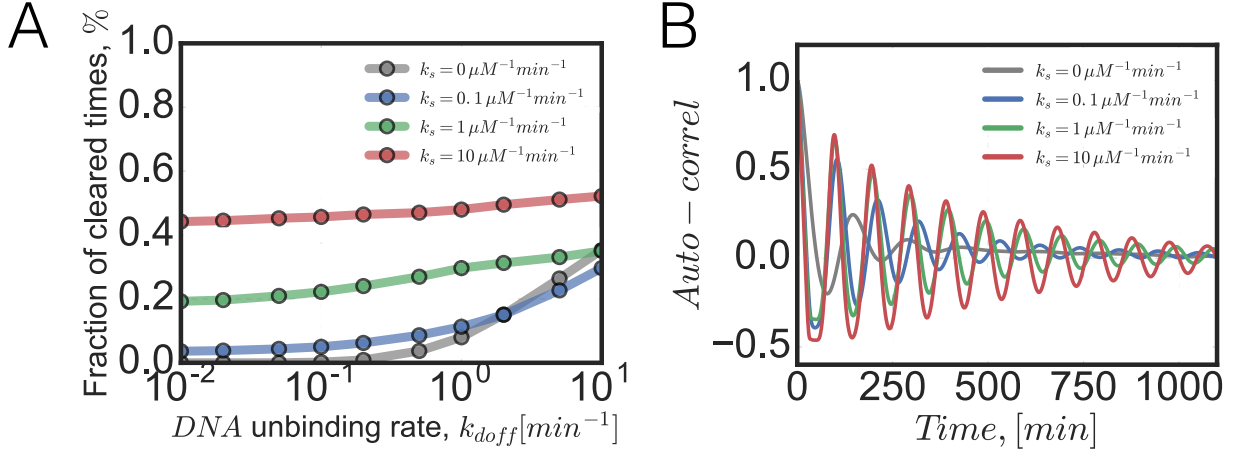 A
Fraction of cleared times, %
1.0
0.8
0.6
0.4
0.2
0.0
k_s = 0 μM^{-1}min^{-1}
k_s = 0.1 μM^{-1}min^{-1}
k_s = 1 μM^{-1}min^{-1}
k_s = 10 μM^{-1}min^{-1}
10^{-2} 10^{-1} 10^0 10^1
DNA unbinding rate, k_{doff}[min^{-1}]
B
Auto − correl
1.0
0.5
0.0
−0.5
k_s = 0 μM^{-1}min^{-1}
k_s = 0.1 μM^{-1}min^{-1}
k_s = 1 μM^{-1}min^{-1}
k_s = 10 μM^{-1}min^{-1}
0 250 500 750 1000
Time, [min]